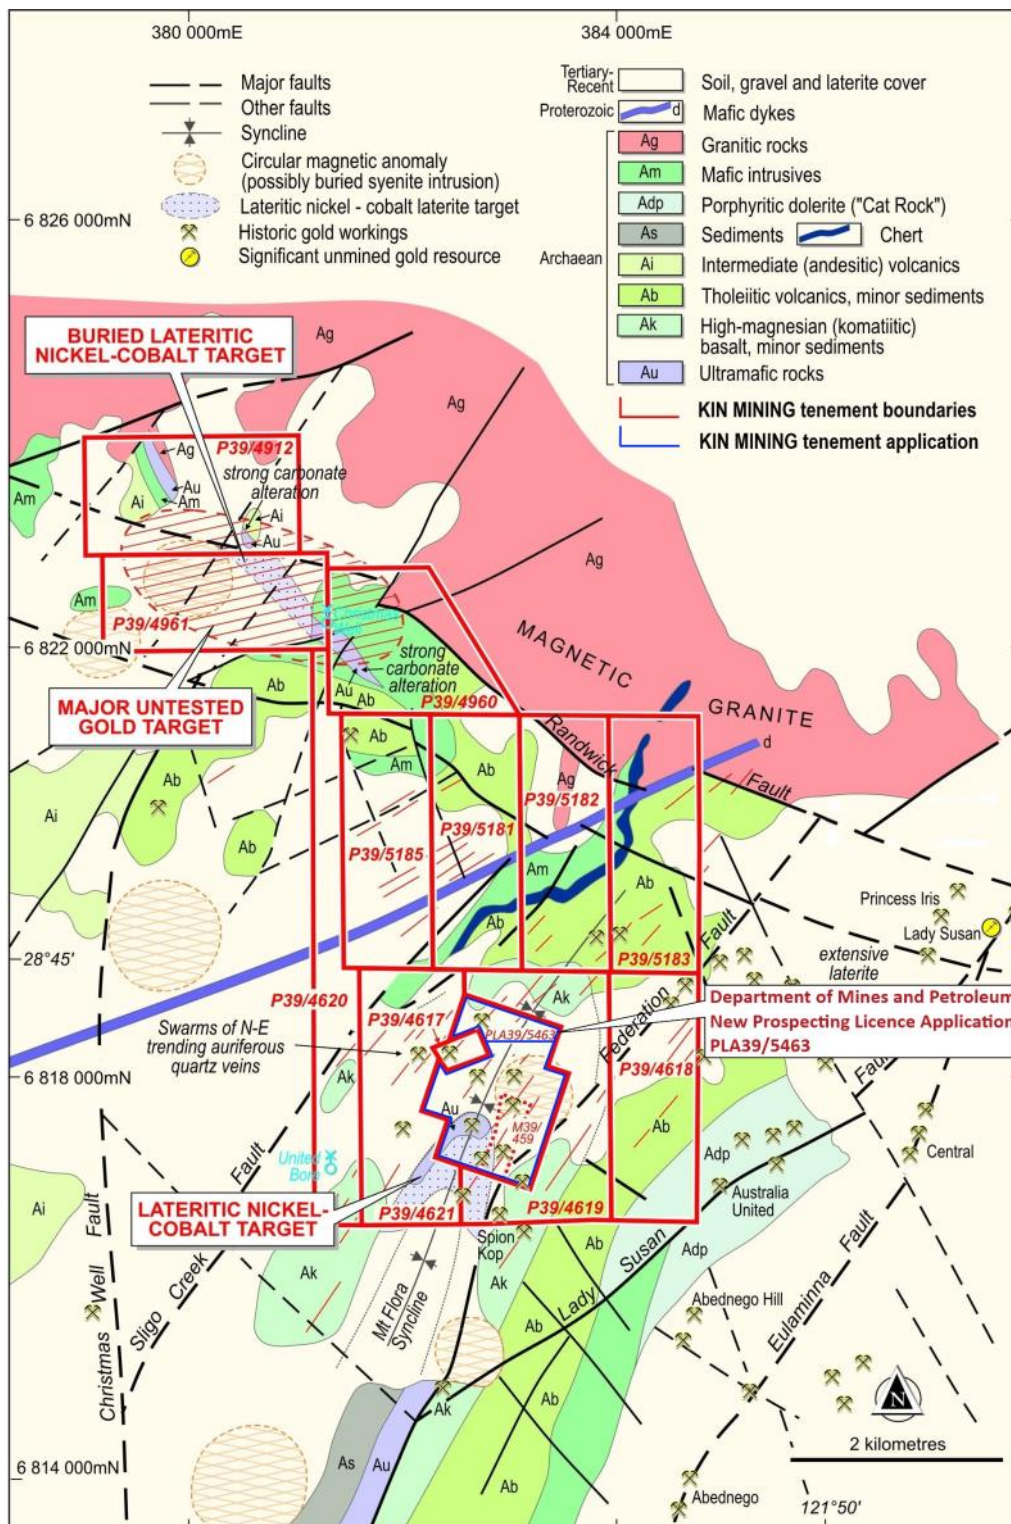 380 000mE
384 000mE
Major faults
Other faults
Syncline
Circular magnetic anomaly
(possibly buried syenite intrusion)
Lateritic nickel - cobalt laterite target
Historic gold workings
Significant unmined gold resource
Tertiary-
Recent
Soil, gravel and laterite cover
Proterozoic
d
Mafic dykes
Archaean
Ag
Granitic rocks
Am
Mafic intrusives
Adp
Porphyritic dolerite ("Cat Rock")
As
Sediments
Chert
Ai
Intermediate (andesitic) volcanics
Ab
Tholeiitic volcanics, minor sediments
Ak
High-magnesian (komatiitic)
basalt, minor sediments
Au
Ultramafic rocks
KIN MINING tenement boundaries
KIN MINING tenement application
6 826 000mN
BURIED LATERITIC
NICKEL-COBALT TARGET
Ag
Ag
P39/4912
strong carbonate
alteration
Ag
Au
Am
Ai
Am
Ai
Au
Ag
Am
P39/4961
6 822 000mN
MAGNETIC
GRANITE
strong
carbonate
alteration
Au
Ab
Ab
P39/4960
MAJOR UNTESTED
GOLD TARGET
Randwick
Fault
d
Ab
Ab
Am
Ab
Ag
P39/5182
Ai
Ab
P39/5181
P39/5185
Am
Ab
Ab
Princess Iris
Lady Susan
28°45'
P39/5183
Fault
extensive
laterite
P39/4620
Ak
Federation
Department of Mines and Petroleum
New Prospecting Licence Application
PLA39/5463
P39/4617
PLA39/5463
Swarms of N-E
trending auriferous
quartz veins
6 818 000mN
P39/4618
Fault
Ak
Au
M39/
459
Ab
Adp
Central
United
Bore
Fault
Ak
Ai
LATERITIC NICKEL-
COBALT TARGET
P39/4621
P39/4619
Australia
United
Spion
Kop
Ab
Adp
Fault
Well
Christmas
Creek
Sligo
Ak
Ak
Mt Flora
Syncline
Susan
Lady
Abednego Hill
Eulaminna
Fault
Ab
Ab
Ak
N
2 kilometres
As
Au
Ab
6 814 000mN
Abednego
121°50'